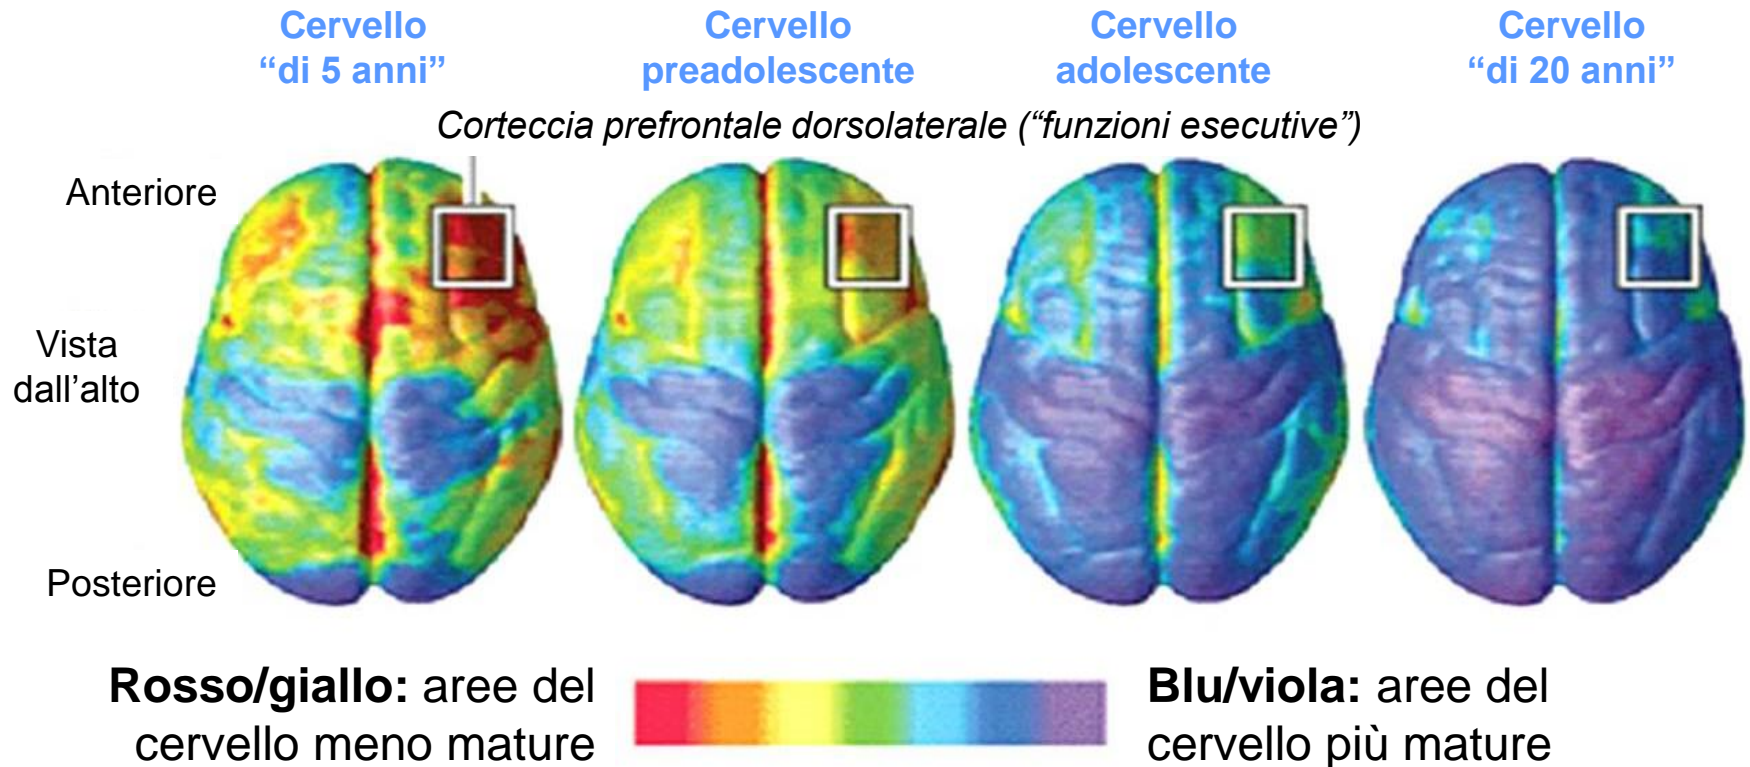 Cervello
“di 5 anni”
Cervello
preadolescente
Cervello
adolescente
Cervello
“di 20 anni”
Corteccia prefrontale dorsolaterale (“funzioni esecutive”)
Anteriore
Vista
dall’alto
Posteriore
Rosso/giallo: aree del
cervello meno mature
Blu/viola: aree del
cervello più mature